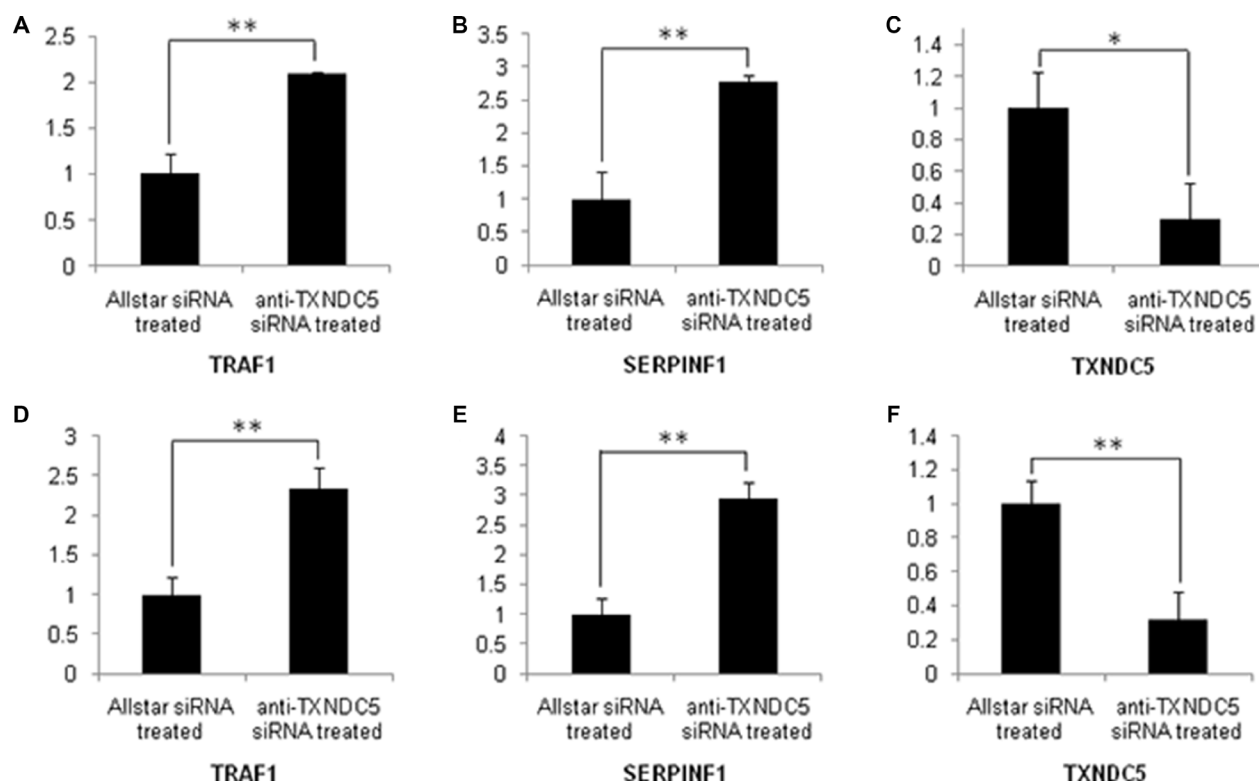 A
**
2.5
2
1.5
1
0.5
0
Allstar siRNA treated
anti-TXNDC5 siRNA treated
TRAF1
B
**
3.5
3
2.5
2
1.5
1
0.5
0
Allstar siRNA treated
anti-TXNDC5 siRNA treated
SERPINF1
C
*
1.4
1.2
1
0.8
0.6
0.4
0.2
0
Allstar siRNA treated
anti-TXNDC5 siRNA treated
TXNDC5
D
**
3
2.5
2
1.5
1
0.5
0
Allstar siRNA treated
anti-TXNDC5 siRNA treated
TRAF1
E
**
4
3.5
3
2.5
2
1.5
1
0.5
0
Allstar siRNA treated
anti-TXNDC5 siRNA treated
SERPINF1
F
**
1.4
1.2
1
0.8
0.6
0.4
0.2
0
Allstar siRNA treated
anti-TXNDC5 siRNA treated
TXNDC5